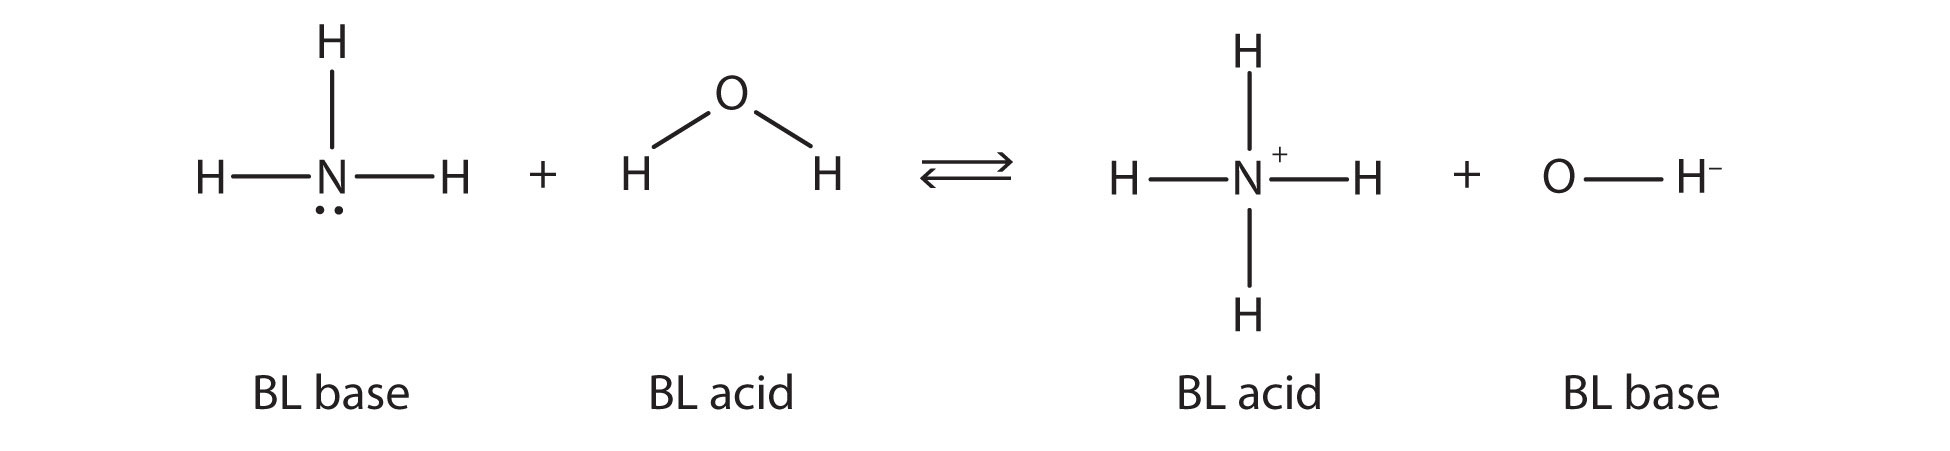 H H
O
H N H + H H ⇌ H N⁺ H + O H⁻
H
BL base BL acid BL acid BL base